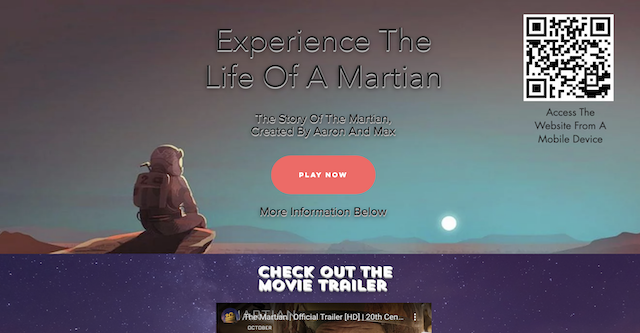 Experience The
Life Of A Martian
The Story Of The Martian,
Created By Aaron And Max
PLAY NOW
More Information Below
Access The
Website From A
Mobile Device
CHECK OUT THE
MOVIE TRAILER
The Martian | Official Trailer [HD] | 20th Cen...
MARTIAN
OCTOBER